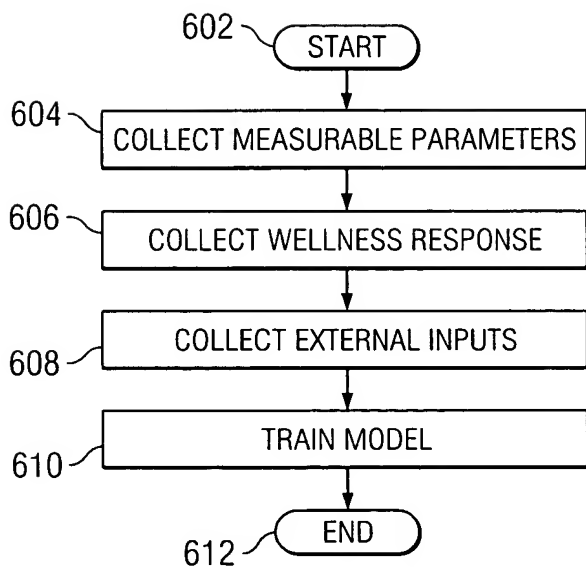 602
START
604
COLLECT MEASURABLE PARAMETERS
606
COLLECT WELLNESS RESPONSE
COLLECT EXTERNAL INPUTS
608
TRAIN MODEL
610
END
612